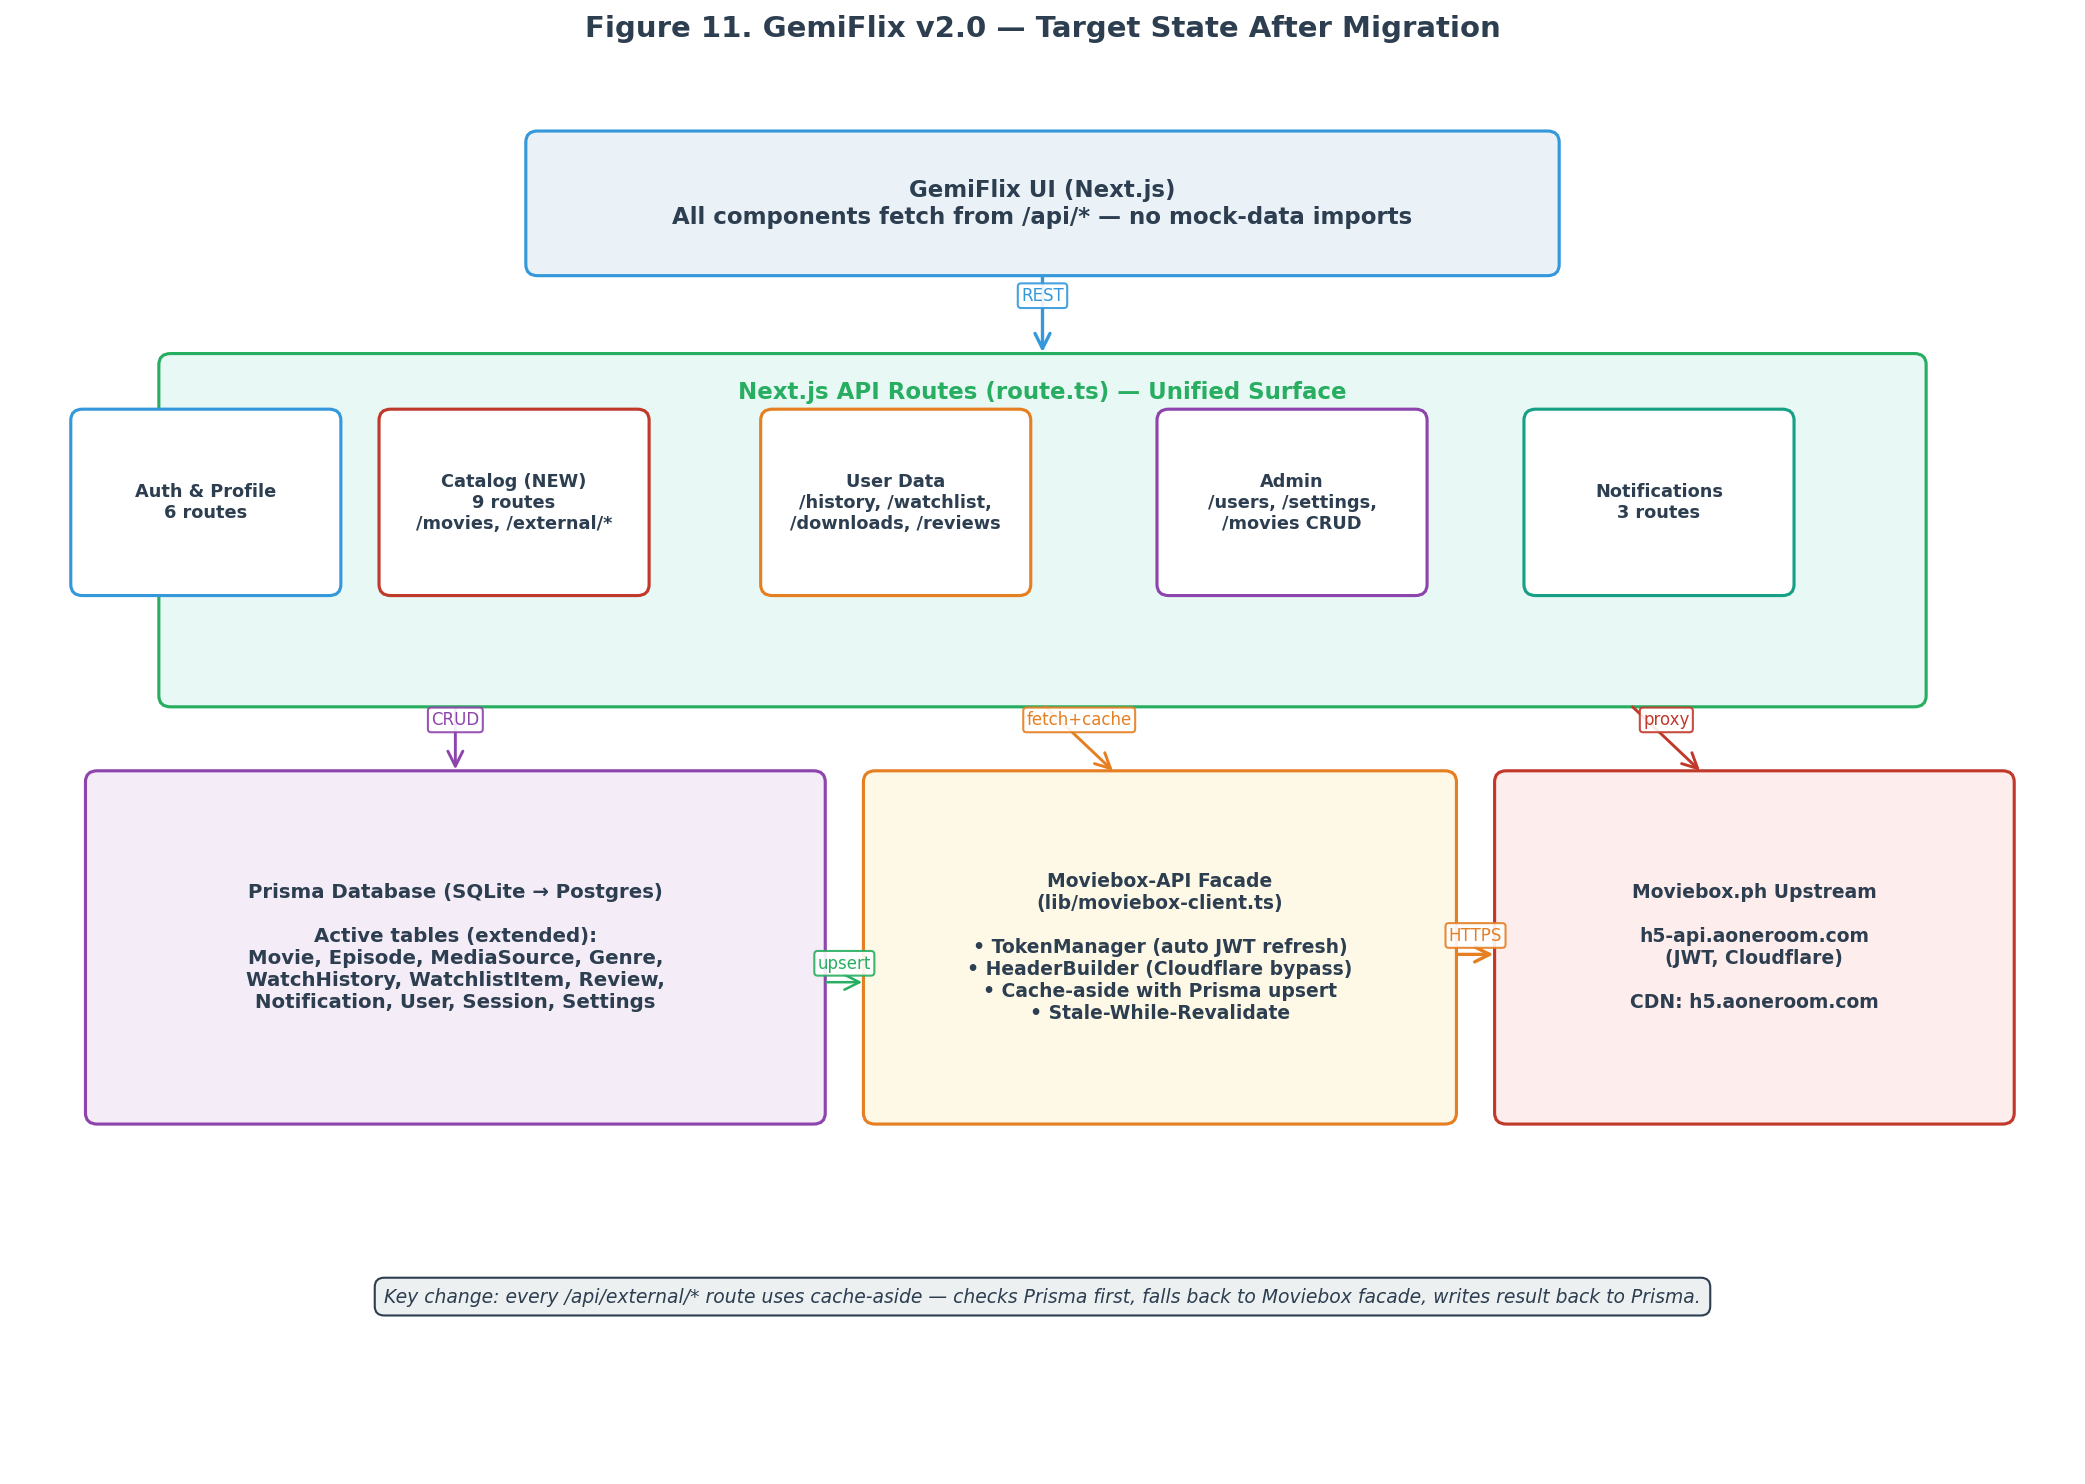 Figure 11. GemiFlix v2.0 — Target State After Migration
GemiFlix UI (Next.js)
All components fetch from /api/* — no mock-data imports
REST
Next.js API Routes (route.ts) — Unified Surface
Auth & Profile
6 routes
Catalog (NEW)
9 routes
/movies, /external/*
User Data
/history, /watchlist,
/downloads, /reviews
Admin
/users, /settings,
/movies CRUD
Notifications
3 routes
CRUD
fetch+cache
proxy
Prisma Database (SQLite → Postgres)
Active tables (extended):
Movie, Episode, MediaSource, Genre,
WatchHistory, WatchlistItem, Review,
Notification, User, Session, Settings
upsert
Moviebox-API Facade
(lib/moviebox-client.ts)
• TokenManager (auto JWT refresh)
• HeaderBuilder (Cloudflare bypass)
• Cache-aside with Prisma upsert
• Stale-While-Revalidate
HTTPS
Moviebox.ph Upstream
h5-api.aoneroom.com
(JWT, Cloudflare)
CDN: h5.aoneroom.com
Key change: every /api/external/* route uses cache-aside — checks Prisma first, falls back to Moviebox facade, writes result back to Prisma.